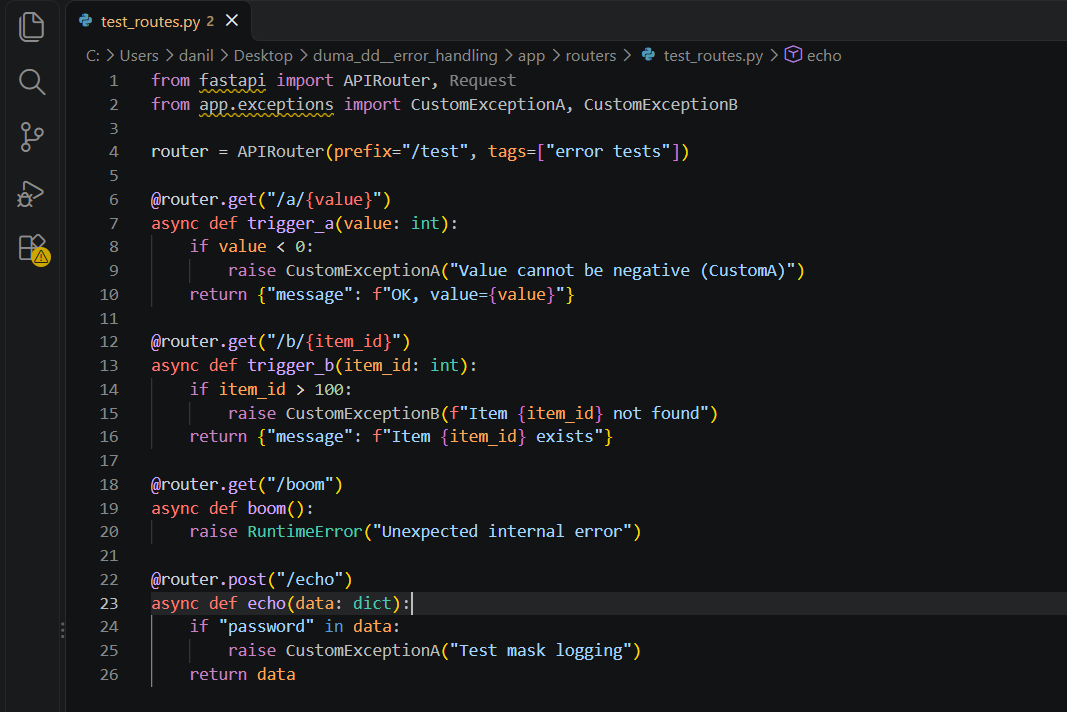 test_routes.py 2
C: > Users > danil > Desktop > duma_dd__error_handling > app > routers > test_routes.py > echo
1 from fastapi import APIRouter, Request
2 from app.exceptions import CustomExceptionA, CustomExceptionB
3
4 router = APIRouter(prefix="/test", tags=["error tests"])
5
6 @router.get("/a/{value}")
7 async def trigger_a(value: int):
8     if value < 0:
9         raise CustomExceptionA("Value cannot be negative (CustomA)")
10     return {"message": f"OK, value={value}"}
11
12 @router.get("/b/{item_id}")
13 async def trigger_b(item_id: int):
14     if item_id > 100:
15         raise CustomExceptionB(f"Item {item_id} not found")
16     return {"message": f"Item {item_id} exists"}
17
18 @router.get("/boom")
19 async def boom():
20     raise RuntimeError("Unexpected internal error")
21
22 @router.post("/echo")
23 async def echo(data: dict):
24     if "password" in data:
25         raise CustomExceptionA("Test mask logging")
26     return data